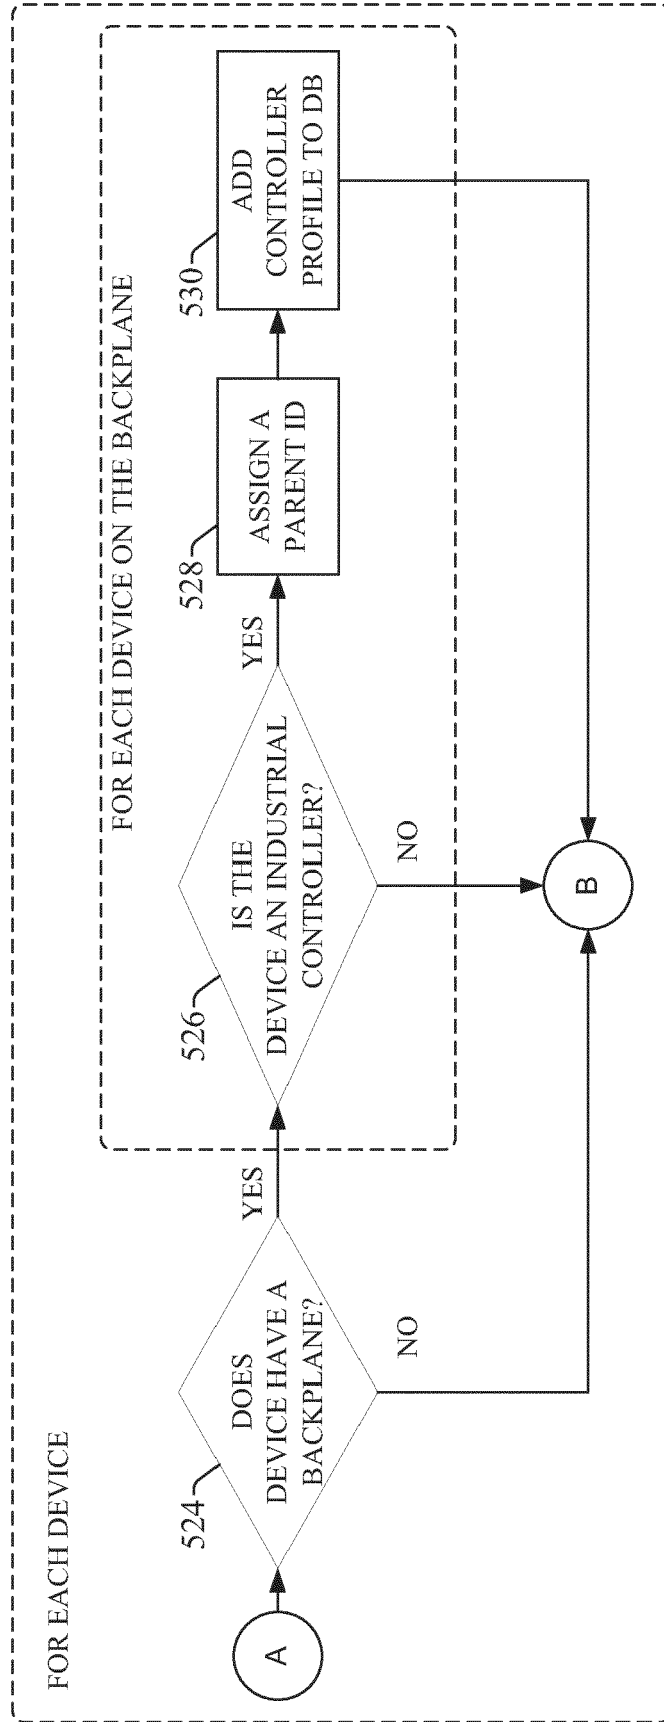 FOR EACH DEVICE
A
524
DOES
DEVICE HAVE A
BACKPLANE?
YES
NO
FOR EACH DEVICE ON THE BACKPLANE
526
IS THE
DEVICE AN INDUSTRIAL
CONTROLLER?
YES
NO
528
ASSIGN A
PARENT ID
530
ADD
CONTROLLER
PROFILE TO DB
B